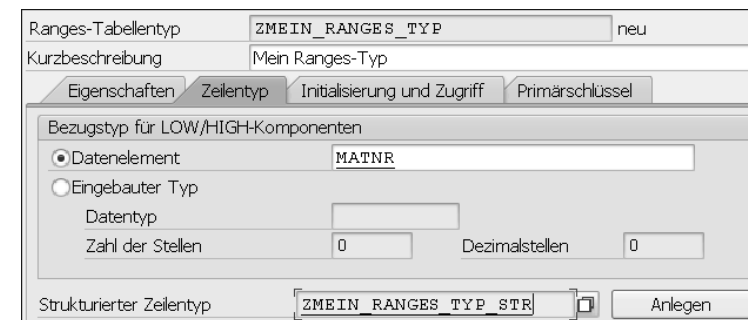 Ranges-Tabellentyp ZMEIN_RANGES_TYP neu
Kurzbeschreibung Mein Ranges-Typ
Eigenschaften Zeilentyp Initialisierung und Zugriff Primärschlüssel
Bezugstyp für LOW/HIGH-Komponenten
Datenelement MATNR
Eingebauter Typ
Datentyp
Zahl der Stellen 0 Dezimalstellen 0
Strukturierter Zeilentyp ZMEIN_RANGES_TYP_STR Anlegen